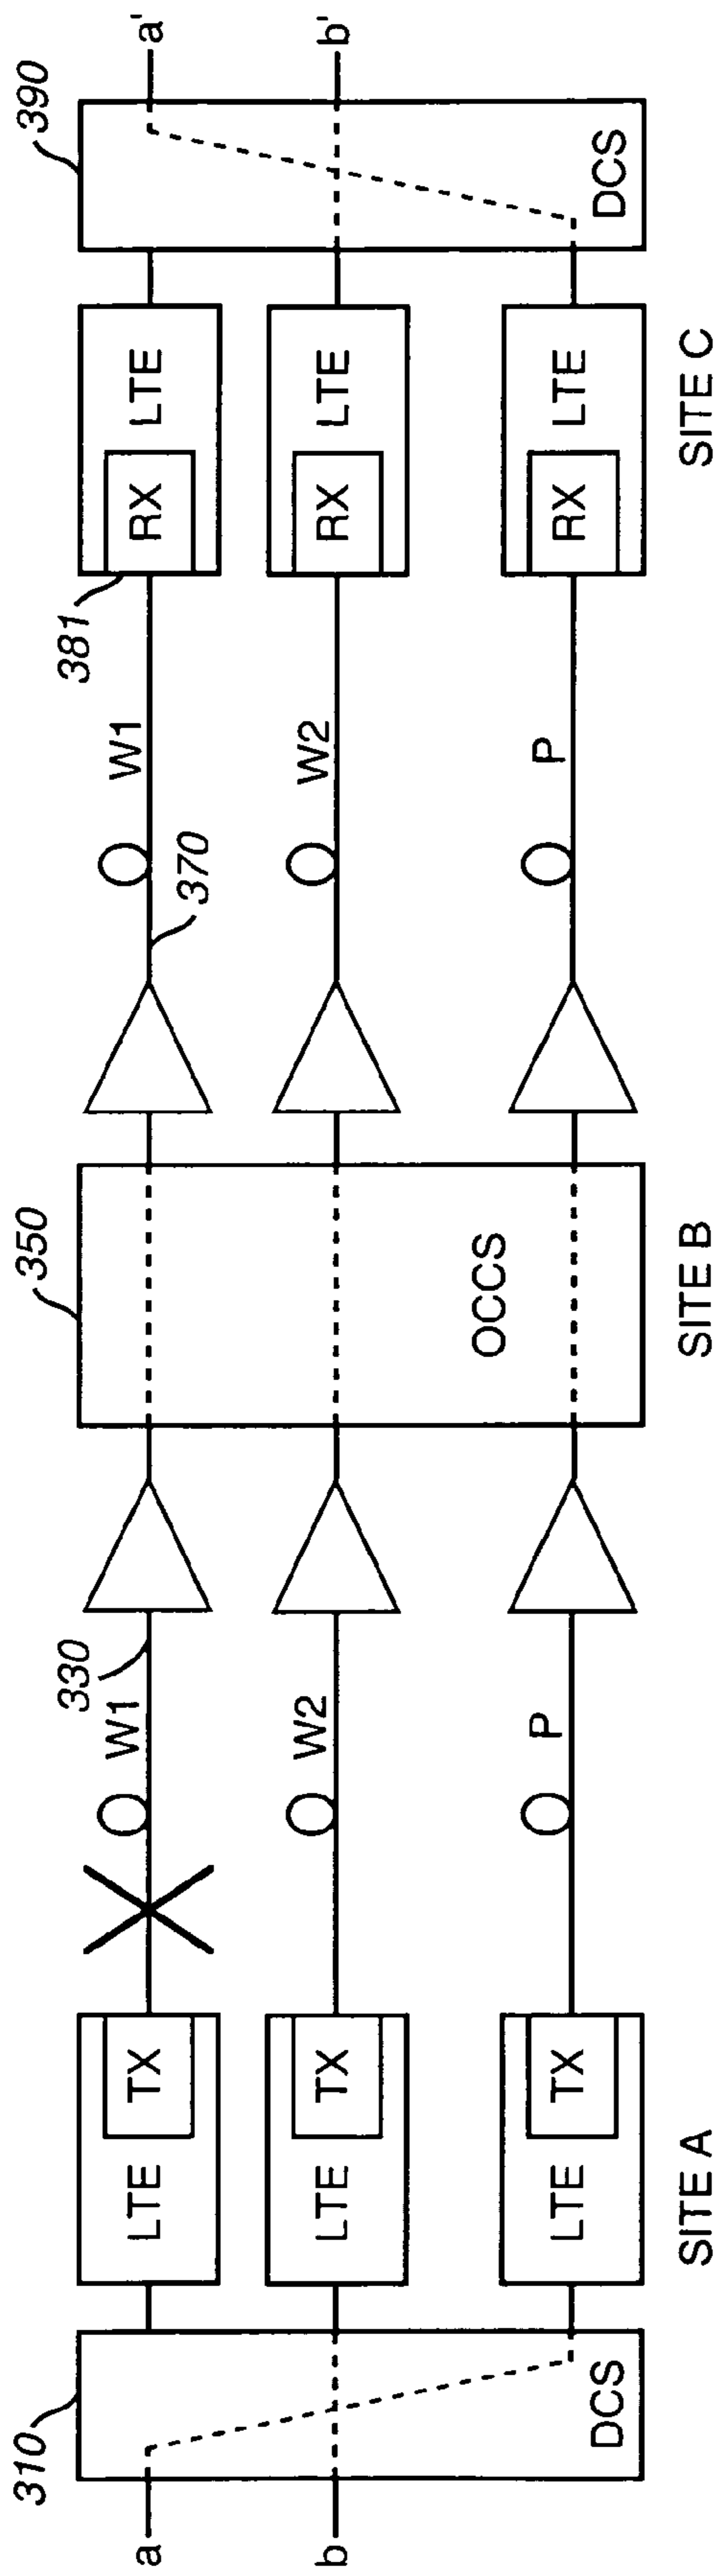 310
330
350
370
381
390
a
b
DCS
LTE
TX
LTE
TX
LTE
TX
W1
W2
P
OCCS
W1
W2
P
RX
LTE
RX
LTE
RX
LTE
DCS
a'
b'
SITE A
SITE B
SITE C